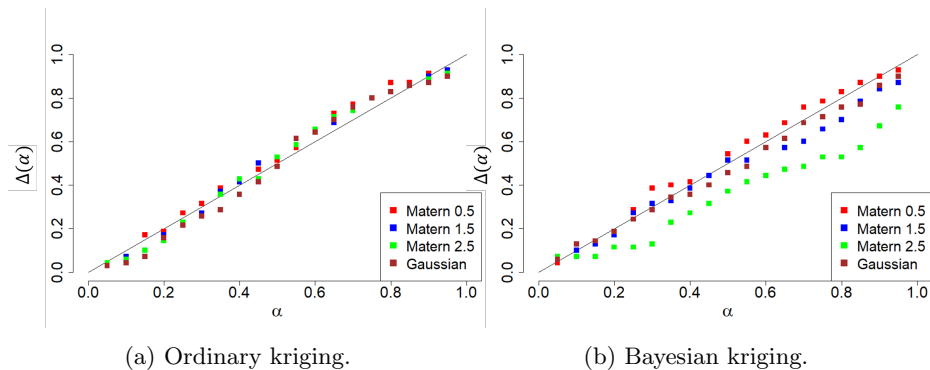 1.0
0.8
0.6
0.4
0.2
0.0
Δ(α)
0.0 0.2 0.4 0.6 0.8 1.0
α
Matern 0.5
Matern 1.5
Matern 2.5
Gaussian
(a) Ordinary kriging.
1.0
0.8
0.6
0.4
0.2
0.0
Δ(α)
0.0 0.2 0.4 0.6 0.8 1.0
α
Matern 0.5
Matern 1.5
Matern 2.5
Gaussian
(b) Bayesian kriging.